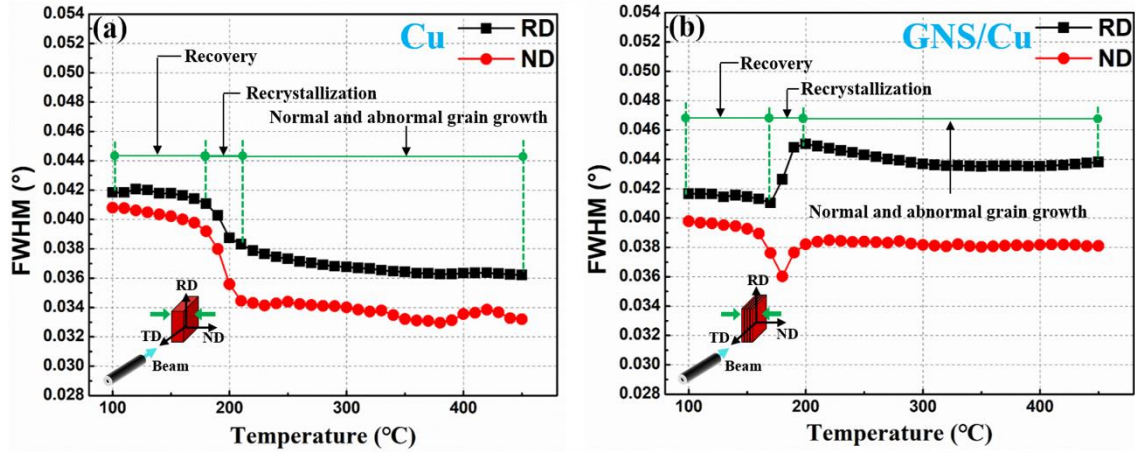 (a)
Cu
RD
ND
Recovery
Recrystallization
Normal and abnormal grain growth
0.054
0.052
0.050
0.048
0.046
0.044
0.042
0.040
0.038
0.036
0.034
0.032
0.030
0.028
FWHM (°)
RD
TD
ND
Beam
100
200
300
400
Temperature (°C)
(b)
GNS/Cu
RD
ND
Recovery
Recrystallization
Normal and abnormal grain growth
0.054
0.052
0.050
0.048
0.046
0.044
0.042
0.040
0.038
0.036
0.034
0.032
0.030
0.028
FWHM (°)
RD
TD
ND
Beam
100
200
300
400
Temperature (°C)